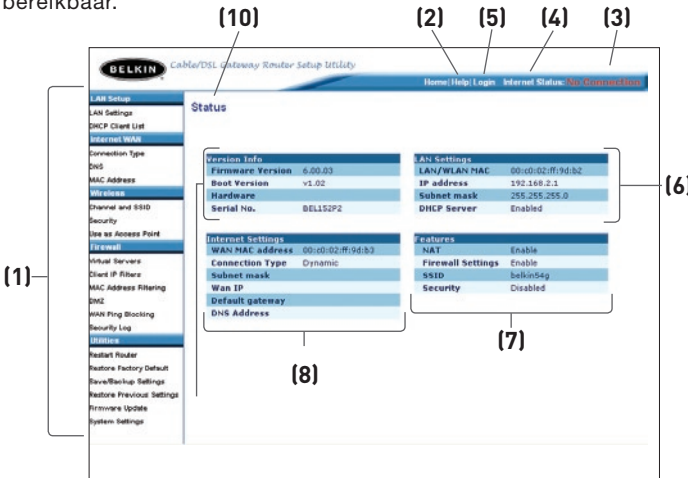 bereikbaar.
(10) (2) (5) (4) (3)
BELKIN Cable/DSL Gateway Router Setup Utility
Home|Help|Login Internet Status: No Connection
LAN Setup
LAN Settings
DHCP Client List
Internet WAN
Connection Type
DNS
MAC Address
Wireless
Channel and SSID
Security
Use as Access Point
Firewall
Virtual Servers
Client IP Filters
MAC Address Filtering
DMZ
WAN Ping Blocking
Security Log
Utilities
Restart Router
Restore Factory Default
Save/Backup Settings
Restore Previous Settings
Firmware Update
System Settings
(1)
Status
Version Info
Firmware Version 6.00.03
Boot Version v1.02
Hardware
Serial No. BEL152P2
LAN Settings
LAN/WLAN MAC 00:c0:02:ff:9d:b2
IP address 192.168.2.1
Subnet mask 255.255.255.0
DHCP Server Enabled
(6)
Internet Settings
WAN MAC address 00:c0:02:ff:9d:b3
Connection Type Dynamic
Subnet mask
Wan IP
Default gateway
DNS Address
(8)
Features
NAT Enable
Firewall Settings Enable
SSID belkin54g
Security Disabled
(7)